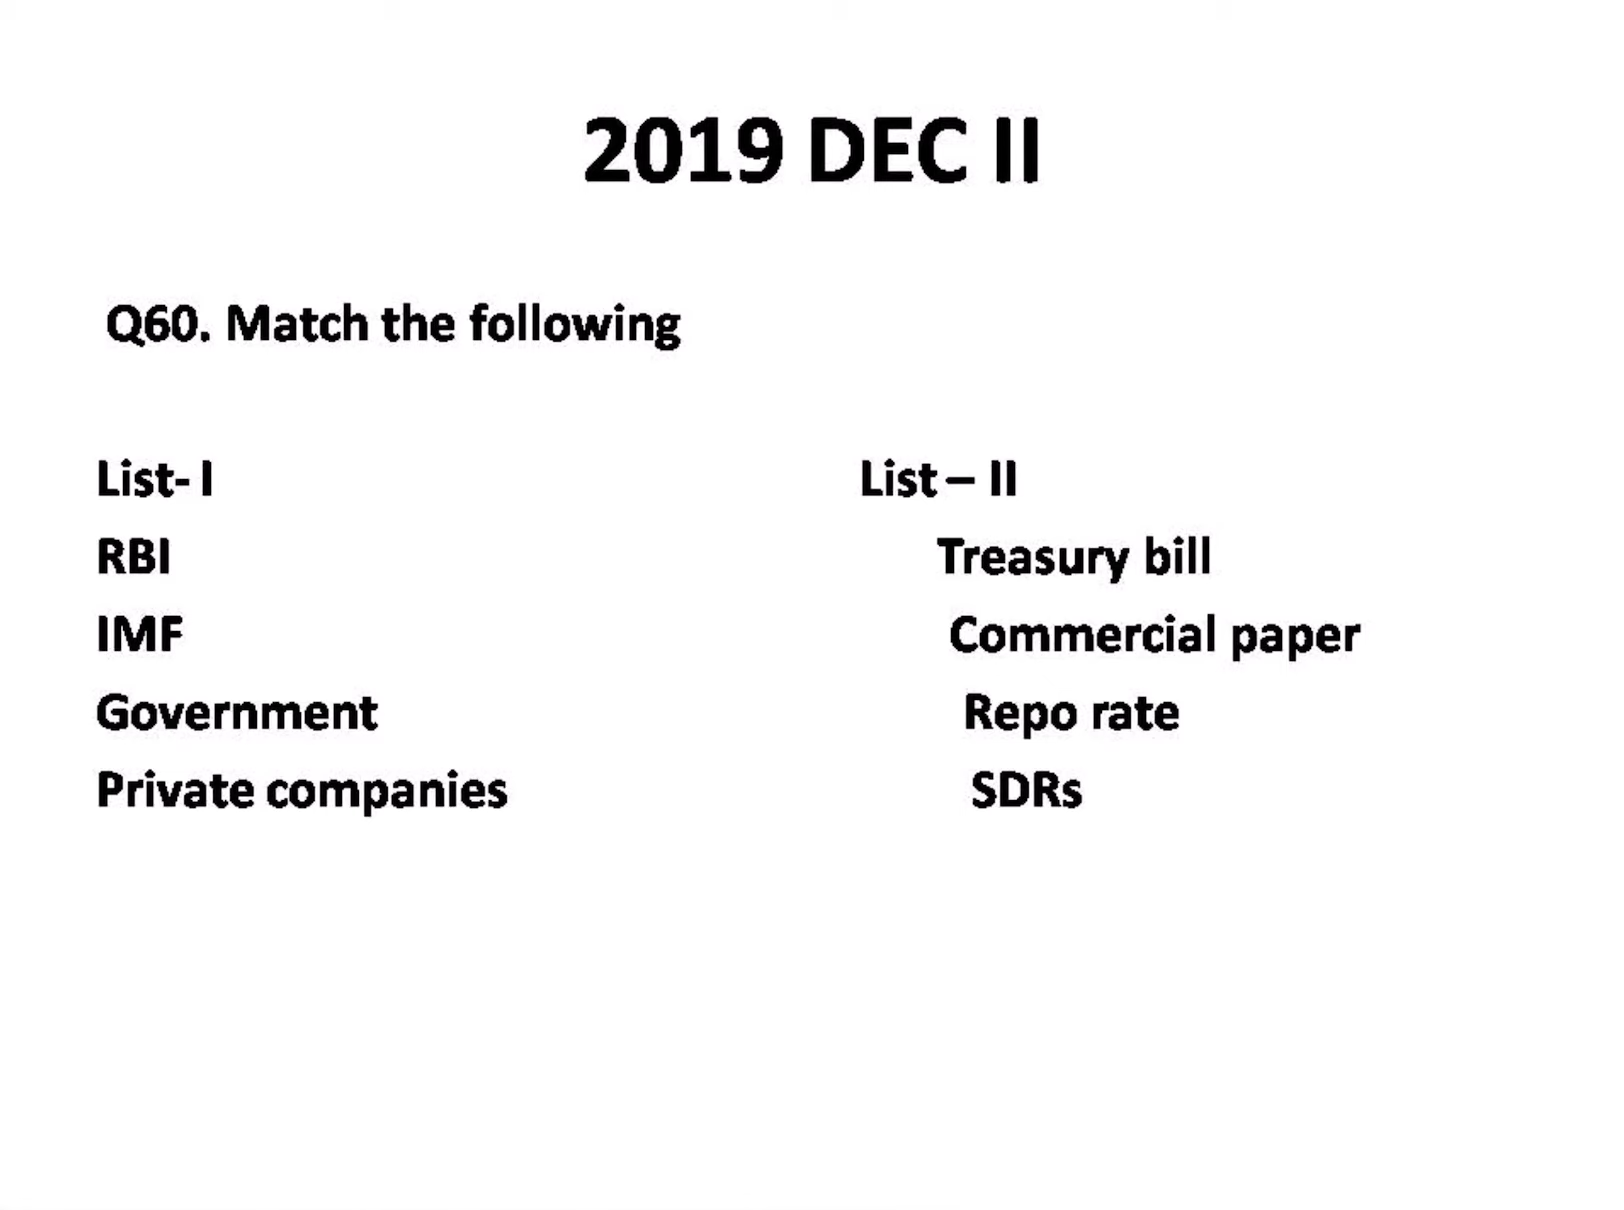 2019 DEC II
Q60. Match the following
List- I List – II
RBI Treasury bill
IMF Commercial paper
Government Repo rate
Private companies SDRs